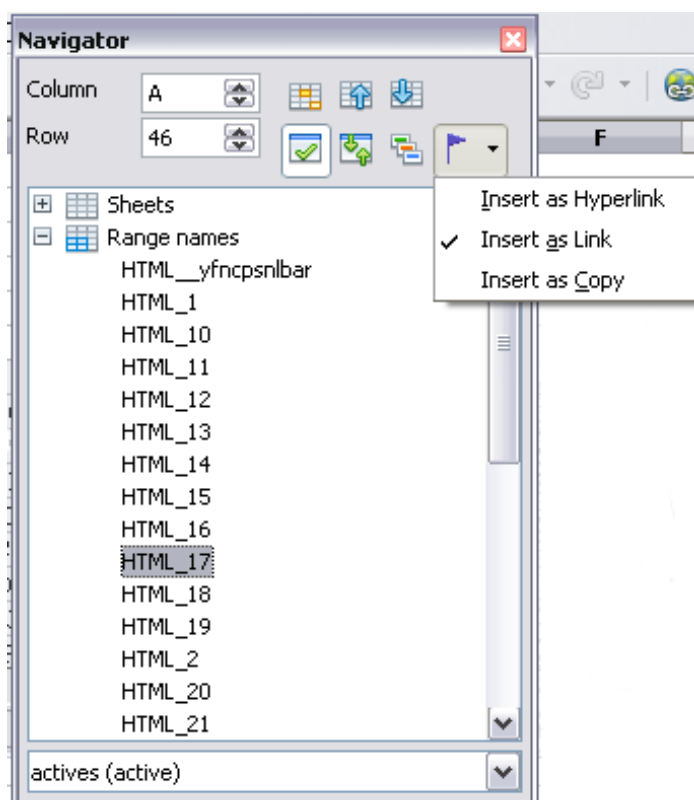 Navigator
Column A
Row 46
F
Insert as Hyperlink
Insert as Link
Insert as Copy
Sheets
Range names
HTML__yfncpsnlbar
HTML_1
HTML_10
HTML_11
HTML_12
HTML_13
HTML_14
HTML_15
HTML_16
HTML_17
HTML_18
HTML_19
HTML_2
HTML_20
HTML_21
actives (active)